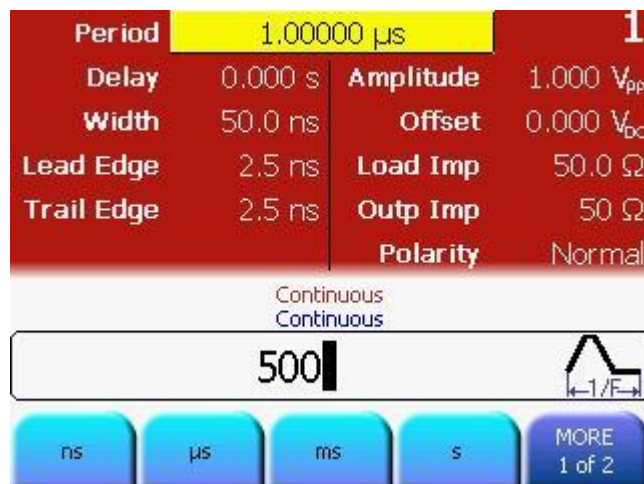 Period 1.00000 µs 1
Delay 0.000 s Amplitude 1.000 Vpp
Width 50.0 ns Offset 0.000 VDC
Lead Edge 2.5 ns Load Imp 50.0 Ω
Trail Edge 2.5 ns Outp Imp 50 Ω
Polarity Normal
Continuous
Continuous
500
1/F
ns µs ms s MORE
1 of 2